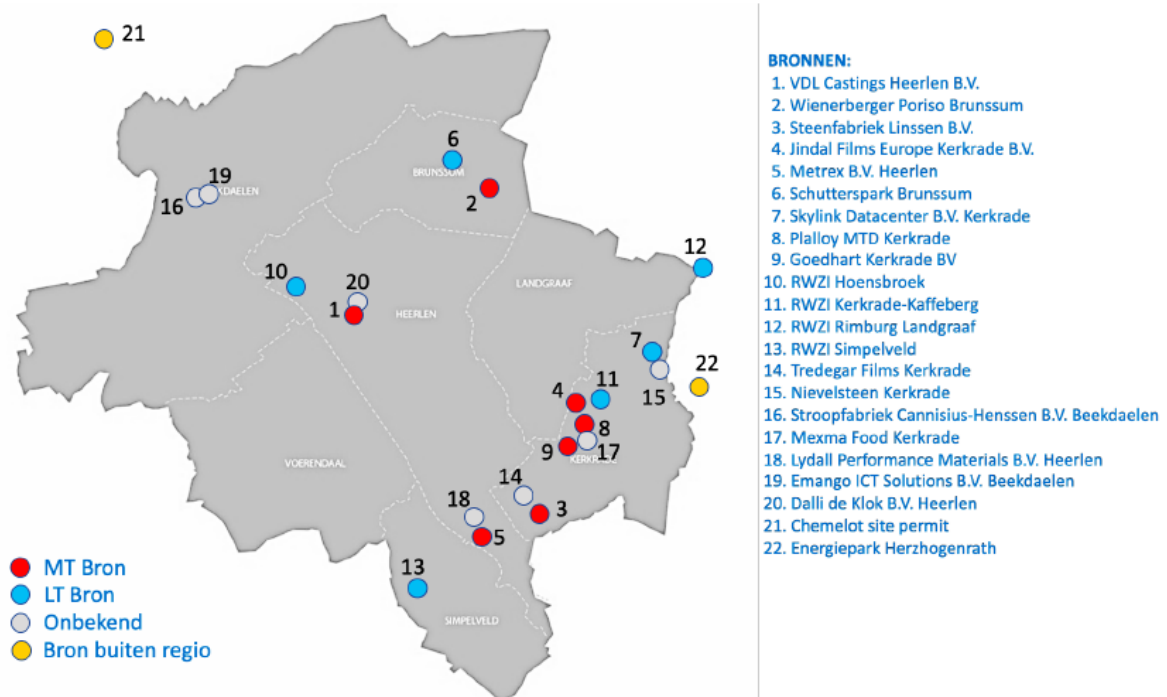 21
6
BRUNSSUM
19
KDAELEN
16
2
12
10
20
LANDGRAAF
1
HEERLEN
7
22
11
4
15
8
9
17
KERKRADE
VOERENDAAL
14
18
3
5
13
SIMPELVELD
MT Bron
LT Bron
Onbekend
Bron buiten regio
BRONNEN:
1. VDL Castings Heerlen B.V.
2. Wienerberger Poriso Brunssum
3. Steenfabriek Linssen B.V.
4. Jindal Films Europe Kerkrade B.V.
5. Metrex B.V. Heerlen
6. Schutterspark Brunssum
7. Skylink Datacenter B.V. Kerkrade
8. Plalloy MTD Kerkrade
9. Goedhart Kerkrade BV
10. RWZI Hoensbroek
11. RWZI Kerkrade-Kaffeberg
12. RWZI Rimburg Landgraaf
13. RWZI Simpelveld
14. Tredegar Films Kerkrade
15. Nievelsteen Kerkrade
16. Stroopfabriek Cannisius-Henssen B.V. Beekdaelen
17. Mexma Food Kerkrade
18. Lydall Performance Materials B.V. Heerlen
19. Emango ICT Solutions B.V. Beekdaelen
20. Dalli de Klok B.V. Heerlen
21. Chemelot site permit
22. Energiepark Herzhogenrath